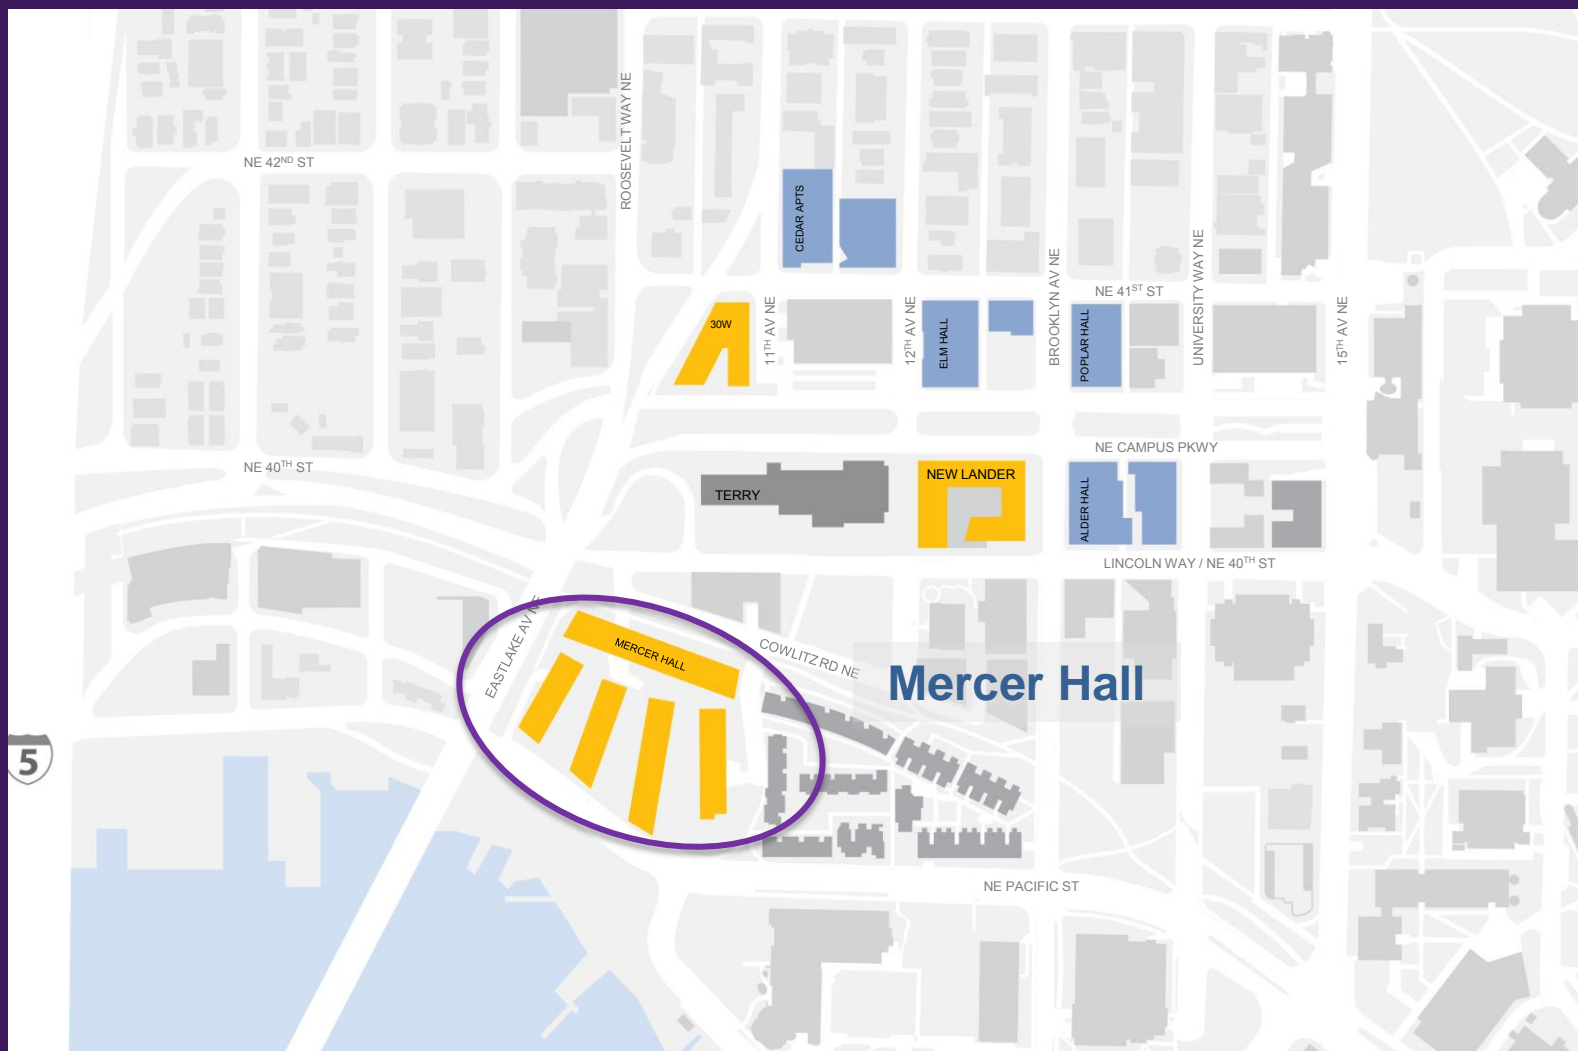 ROOSEVELT WAY NE
NE 42ND ST
CEDAR APTS
UNIVERSITY WAY NE
BROOKLYN AV NE
NE 41ST ST
30W
11TH AV NE
12TH AV NE
ELM HALL
POPLAR HALL
15TH AV NE
NE CAMPUS PKWY
NE 40TH ST
TERRY
NEW LANDER
ALDER HALL
LINCOLN WAY / NE 40TH ST
EASTLAKE AV NE
MERCER HALL
COWLITZ RD NE
Mercer Hall
5
NE PACIFIC ST